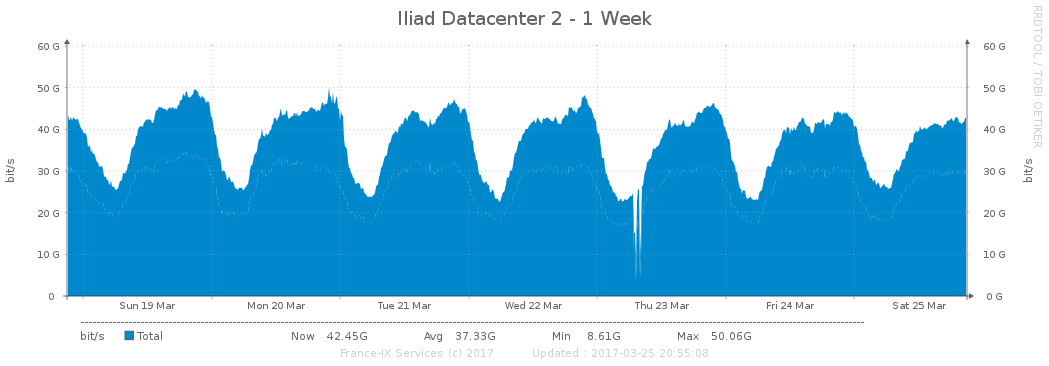 Iliad Datacenter 2 - 1 Week
RRDTOOL / TOBI OETIKER
60 G 60 G
50 G 50 G
40 G 40 G
30 G 30 G
20 G 20 G
10 G 10 G
0 0 G
bit/s
bit/s
Sun 19 Mar Mon 20 Mar Tue 21 Mar Wed 22 Mar Thu 23 Mar Fri 24 Mar Sat 25 Mar
bit/s Total Now 42.45G Avg 37.33G Min 8.61G Max 50.06G
France-IX Services (c) 2017 Updated : 2017-03-25 20:55:08